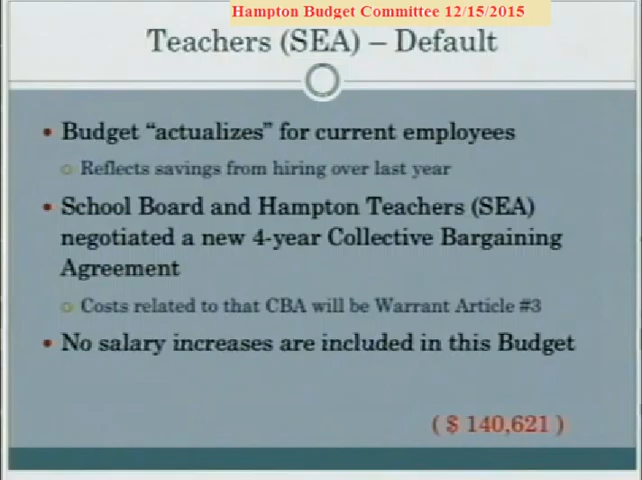 Hampton Budget Committee 12/15/2015
Teachers (SEA) – Default
• Budget “actualizes” for current employees
○ Reflects savings from hiring over last year
• School Board and Hampton Teachers (SEA)
negotiated a new 4-year Collective Bargaining
Agreement
○ Costs related to that CBA will be Warrant Article #3
• No salary increases are included in this Budget
( $ 140,621 )